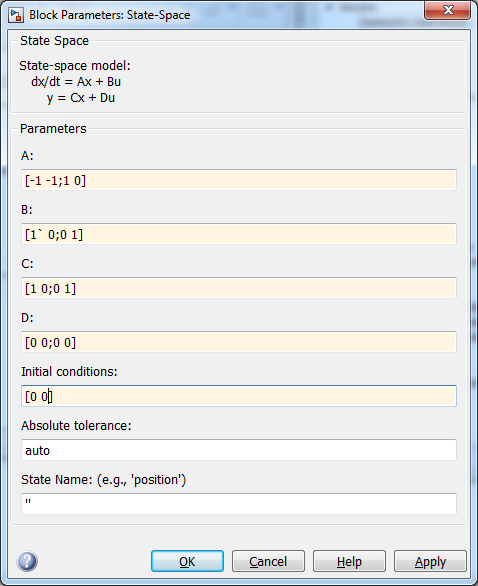 Block Parameters: State-Space
State Space
State-space model:
dx/dt = Ax + Bu
y = Cx + Du
Parameters
A:
[-1 -1;1 0]
B:
[1` 0;0 1]
C:
[1 0;0 1]
D:
[0 0;0 0]
Initial conditions:
[0 0]
Absolute tolerance:
auto
State Name: (e.g., 'position')
''
OK Cancel Help Apply